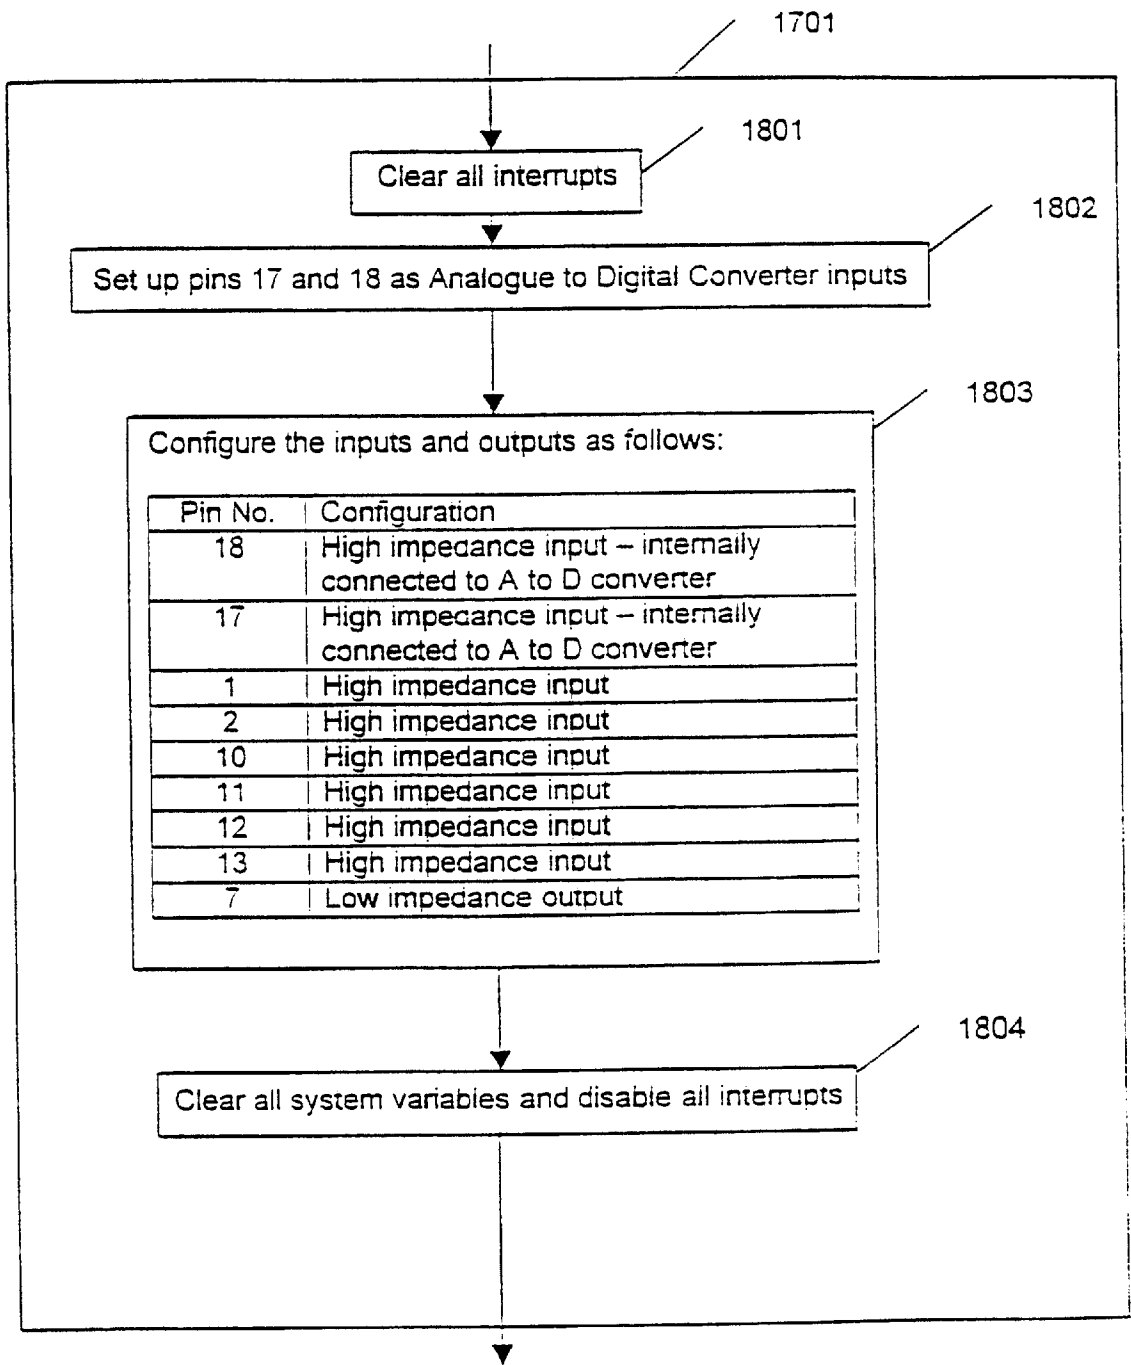 1701
1801
Clear all interrupts
1802
Set up pins 17 and 18 as Analogue to Digital Converter inputs
1803
Configure the inputs and outputs as follows:
Pin No. Configuration
18 High impedance input – internally
connected to A to D converter
17 High impedance input – internally
connected to A to D converter
1 High impedance input
2 High impedance input
10 High impedance input
11 High impedance input
12 High impedance input
13 High impedance input
7 Low impedance output
1804
Clear all system variables and disable all interrupts